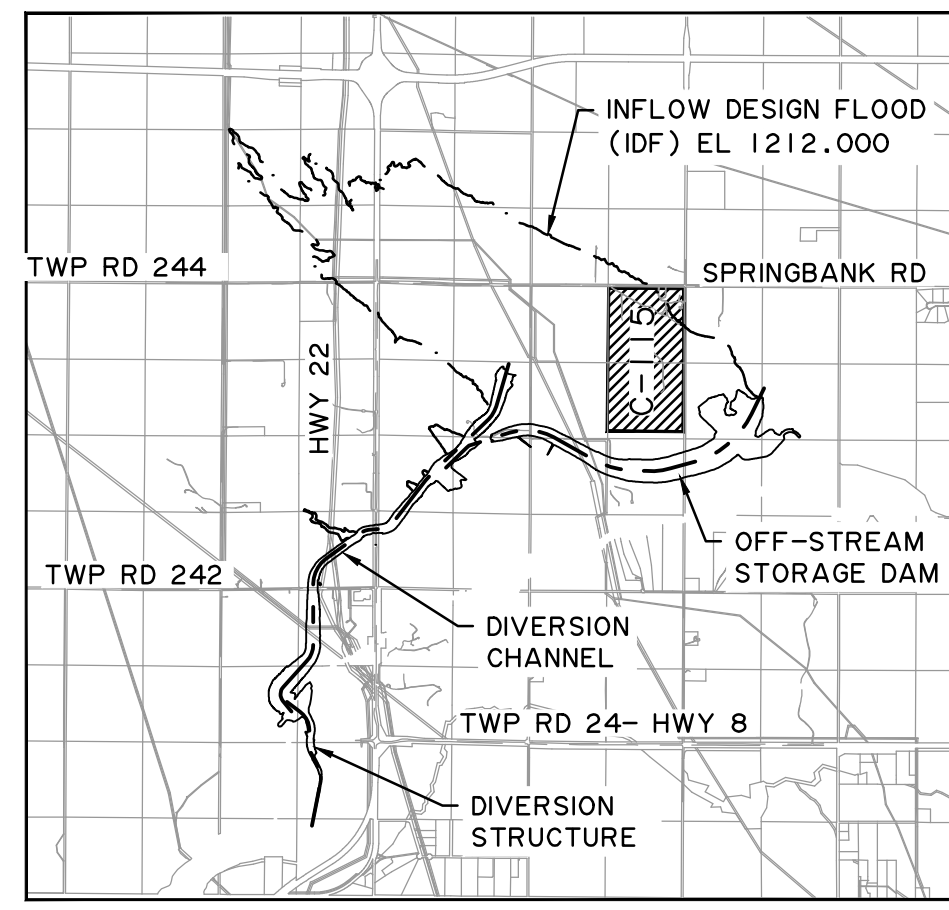 INFLOW DESIGN FLOOD
(IDF) EL 1212.000
TWP RD 244
SPRINGBANK RD
C-115
HWY 22
OFF-STREAM
STORAGE DAM
TWP RD 242
DIVERSION
CHANNEL
TWP RD 24- HWY 8
DIVERSION
STRUCTURE